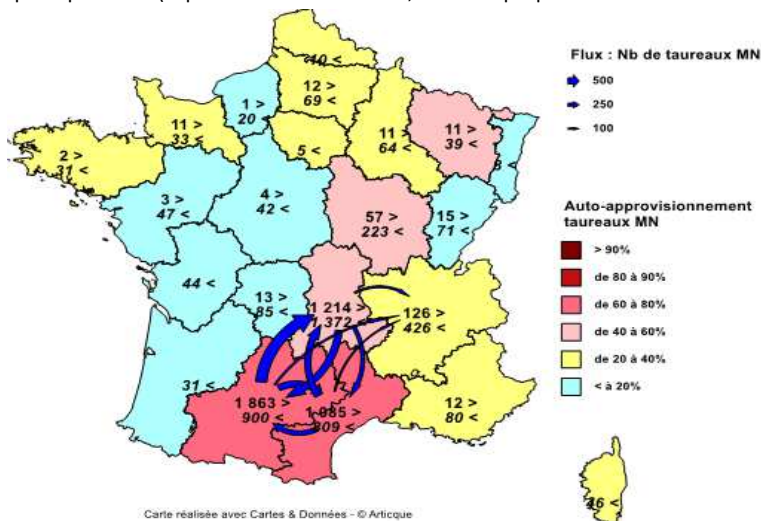 Flux : Nb de taureaux MN
500
250
100
Auto-approvisionnement
taureaux MN
> 90%
de 80 à 90%
de 60 à 80%
de 40 à 60%
de 20 à 40%
< à 20%
40 <
12 >
69 <
1 >
20 <
11 >
33 <
5 <
11 >
64 <
11 >
39 <
2 >
31 <
3 >
47 <
4 >
42 <
57 >
223 <
15 >
71 <
44 <
13 >
85 <
1 214 >
1 372 <
126 >
426 <
31 <
1 863 >
900 <
12 >
80 <
Carte réalisée avec Cartes & Données - © Articque